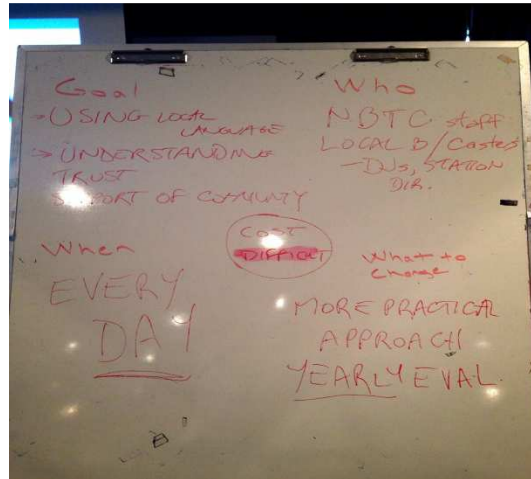 Goal
→ USING LOCAL
LANGUAGE
→ UNDERSTANDING
TRUST
SUPPORT OF COMMUNITY
Who
NBTC staff
LOCAL B/Casters
- DJs, STATION
DIR.
COST
DIFFICULT
When
EVERY
DAY
What to
change
MORE PRACTICAL
APPROACH
YEARLY EVAL.